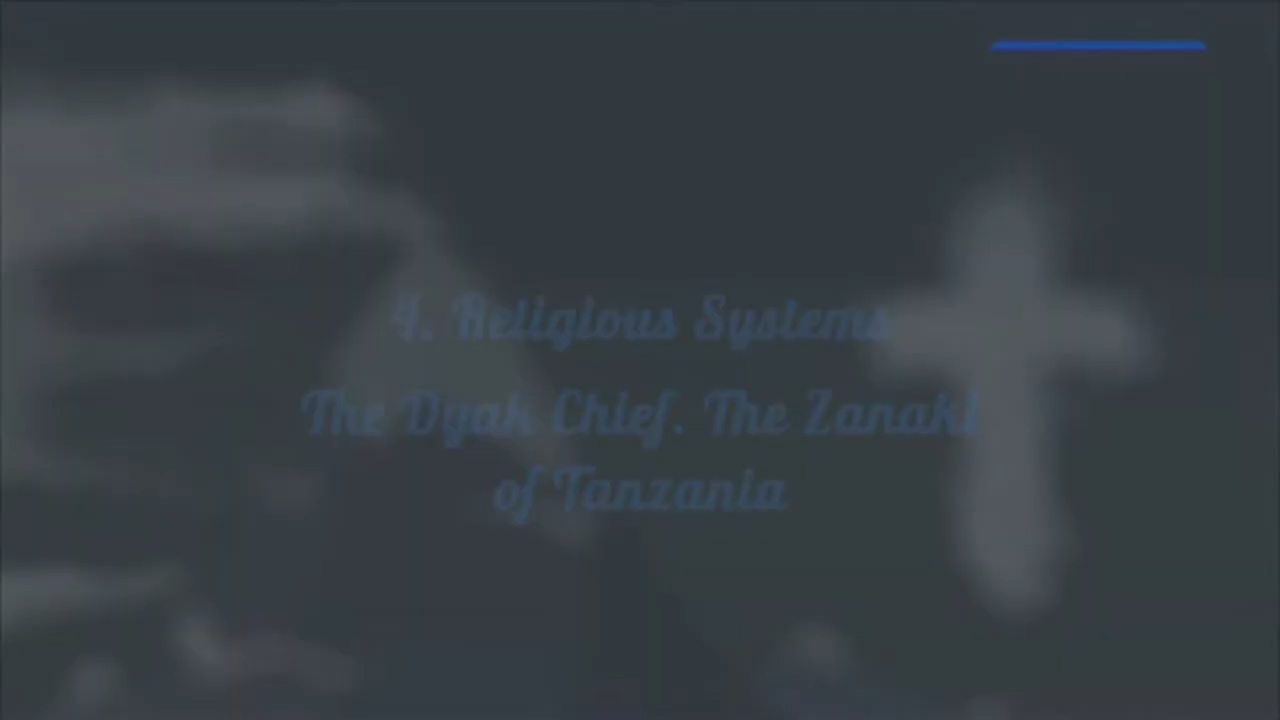 4. Religious Systems
The Dyak Chief. The Zanaki
of Tanzania